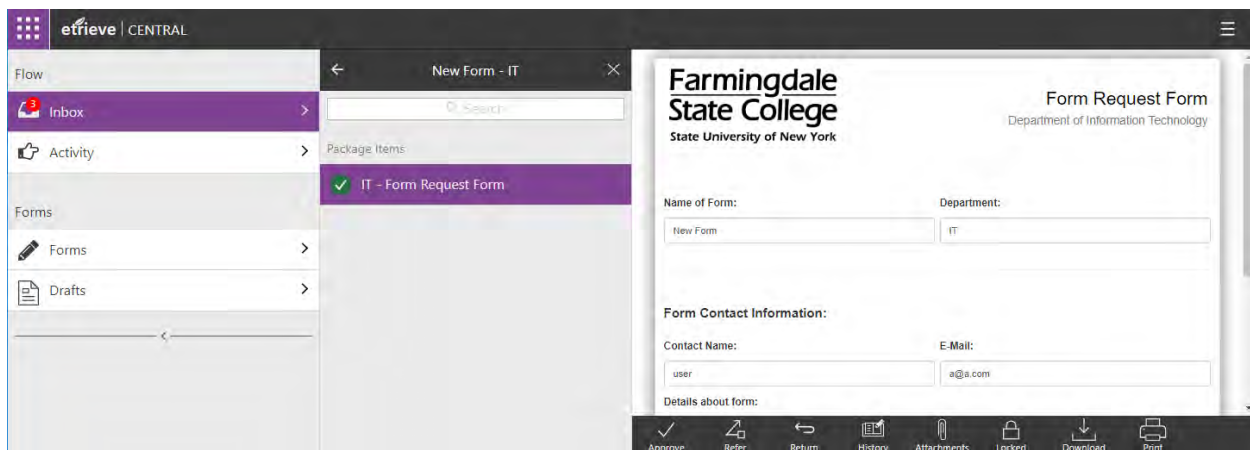 etrieve | CENTRAL
Flow
3
Inbox
Activity
Forms
Forms
Drafts
New Form - IT
Search
Package Items
IT - Form Request Form
Farmingdale
State College
State University of New York
Form Request Form
Department of Information Technology
Name of Form:
Department:
New Form
IT
Form Contact Information:
Contact Name:
E-Mail:
user
a@a.com
Details about form:
Approve
Refer
Return
History
Attachments
Locked
Download
Print